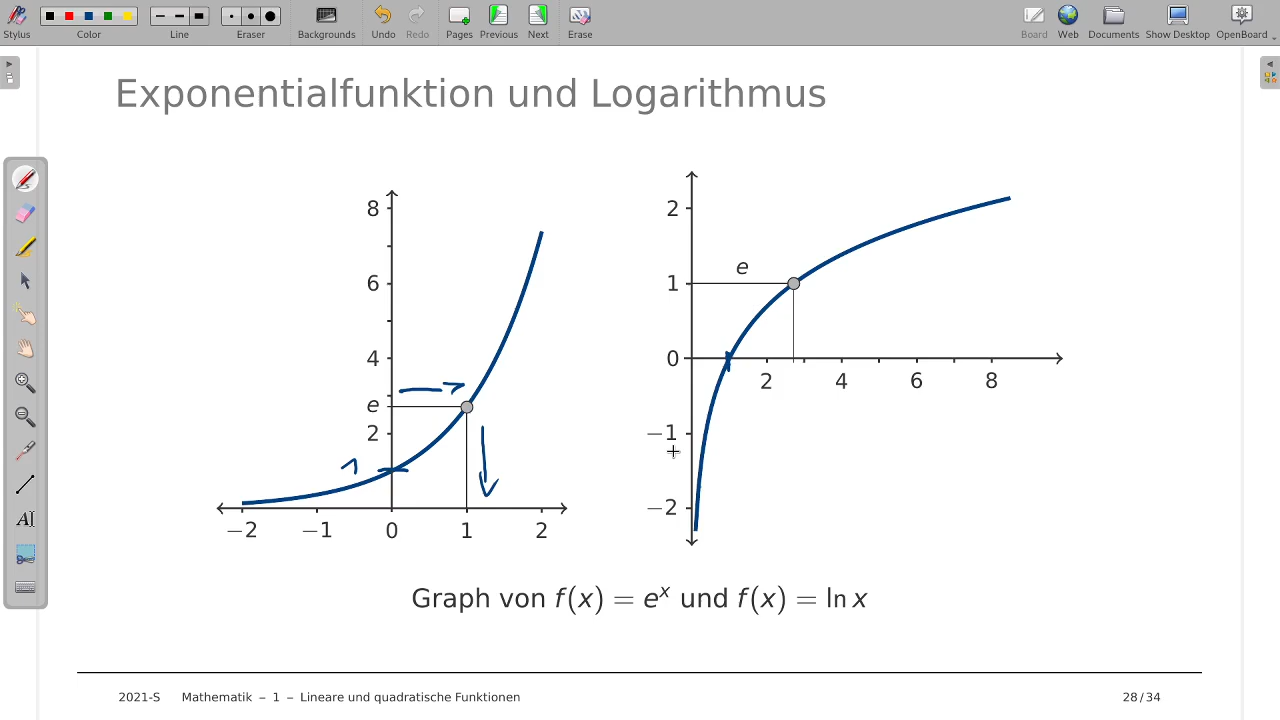 Stylus Color Line Eraser Backgrounds Undo Redo Pages Previous Next Erase Board Web Documents Show Desktop OpenBoard
Exponentialfunktion und Logarithmus
8
6
4
e
2
1
−2 −1 0 1 2
2
1
e
0
−1
−2
2 4 6 8
Graph von f(x) = eˣ und f(x) = ln x
2021-S Mathematik – 1 – Lineare und quadratische Funktionen 28 / 34